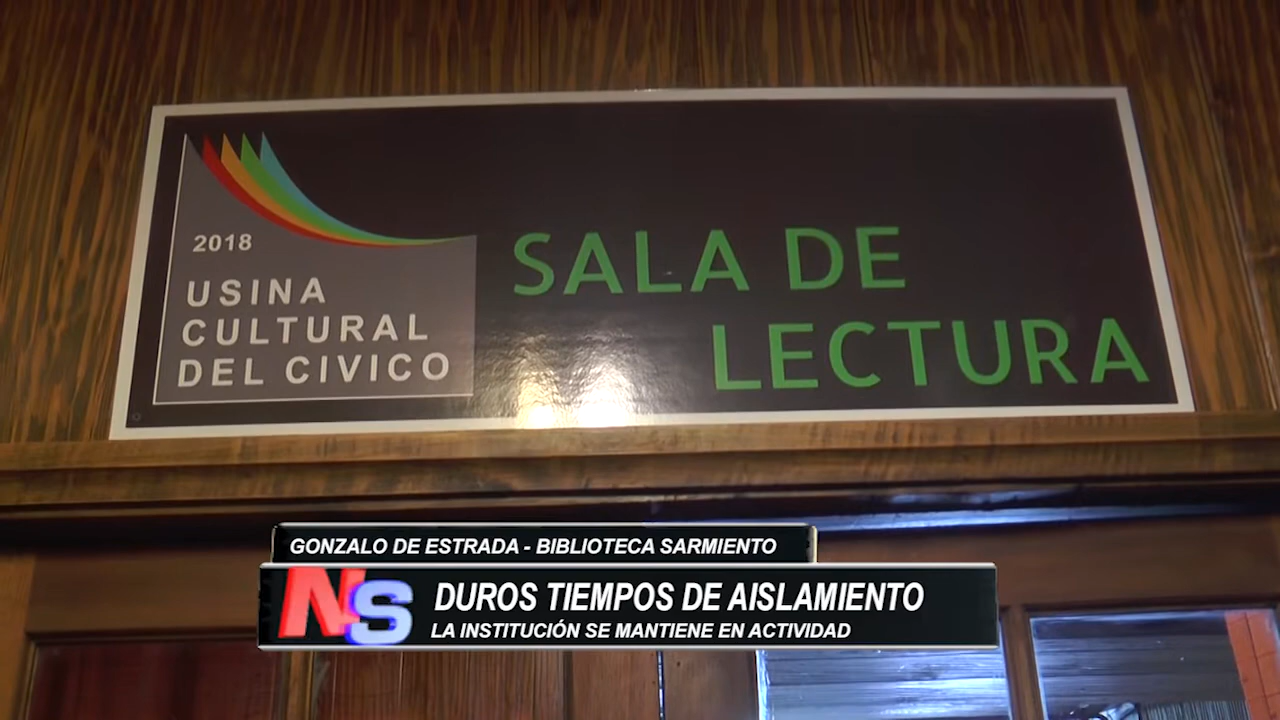 2018
USINA
CULTURAL
DEL CIVICO
SALA DE
LECTURA
GONZALO DE ESTRADA - BIBLIOTECA SARMIENTO
NS
DUROS TIEMPOS DE AISLAMIENTO
LA INSTITUCIÓN SE MANTIENE EN ACTIVIDAD